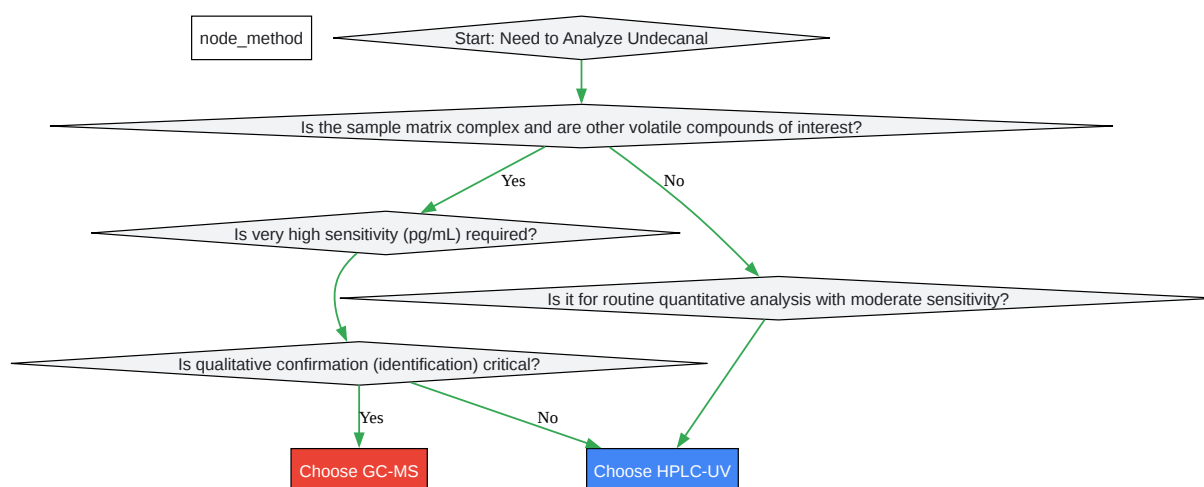 node_method
Start: Need to Analyze Undecanal
Is the sample matrix complex and are other volatile compounds of interest?
Yes
No
Is very high sensitivity (pg/mL) required?
Is it for routine quantitative analysis with moderate sensitivity?
Is qualitative confirmation (identification) critical?
Yes
No
Choose GC-MS
Choose HPLC-UV